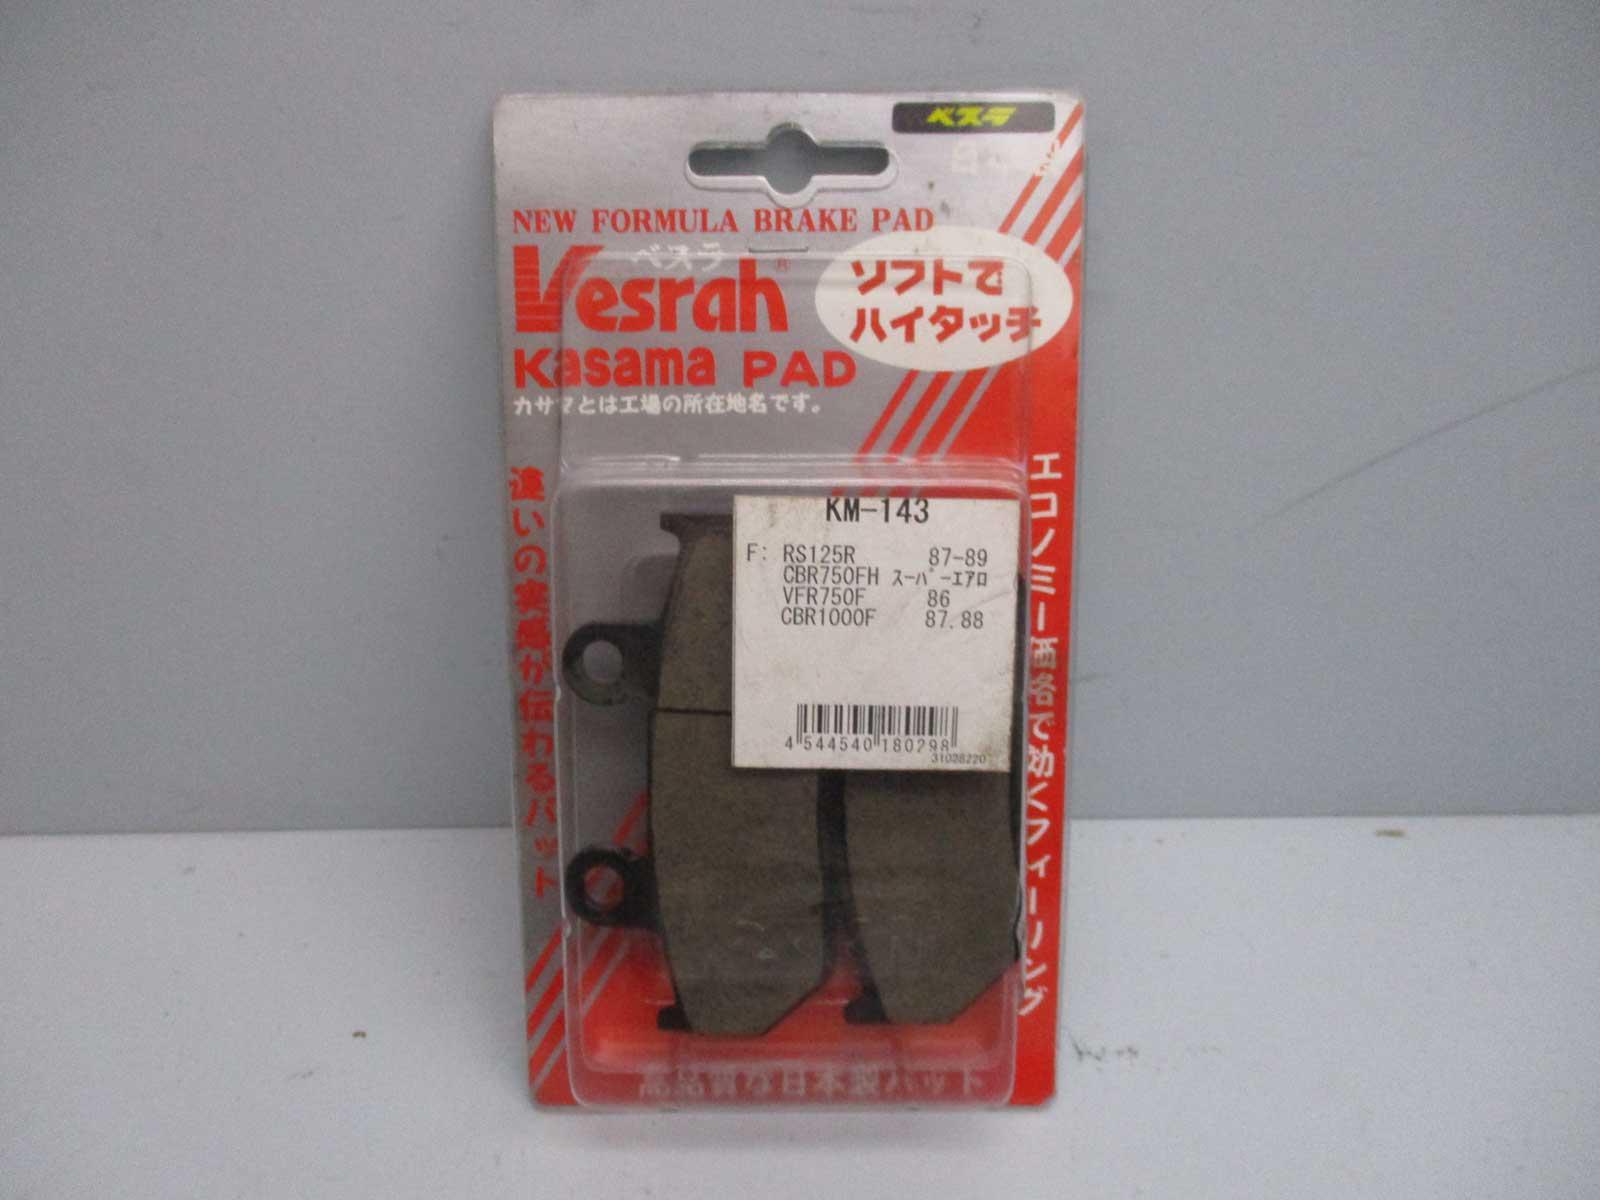 ベスラ
NEW FORMULA BRAKE PAD
ベスラ
Vesrah®
ソフトで
ハイタッチ
Kasama PAD
カサマとは工場の所在地名です。
違いの実感が伝わるパット
エコノミー価格で効くフィーリング
KM-143
F: RS125R 87-89
CBR750FH スーパーエアロ
VFR750F 86
CBR1000F 87.88
4 544540 180298
31028220
高品質な日本製パット